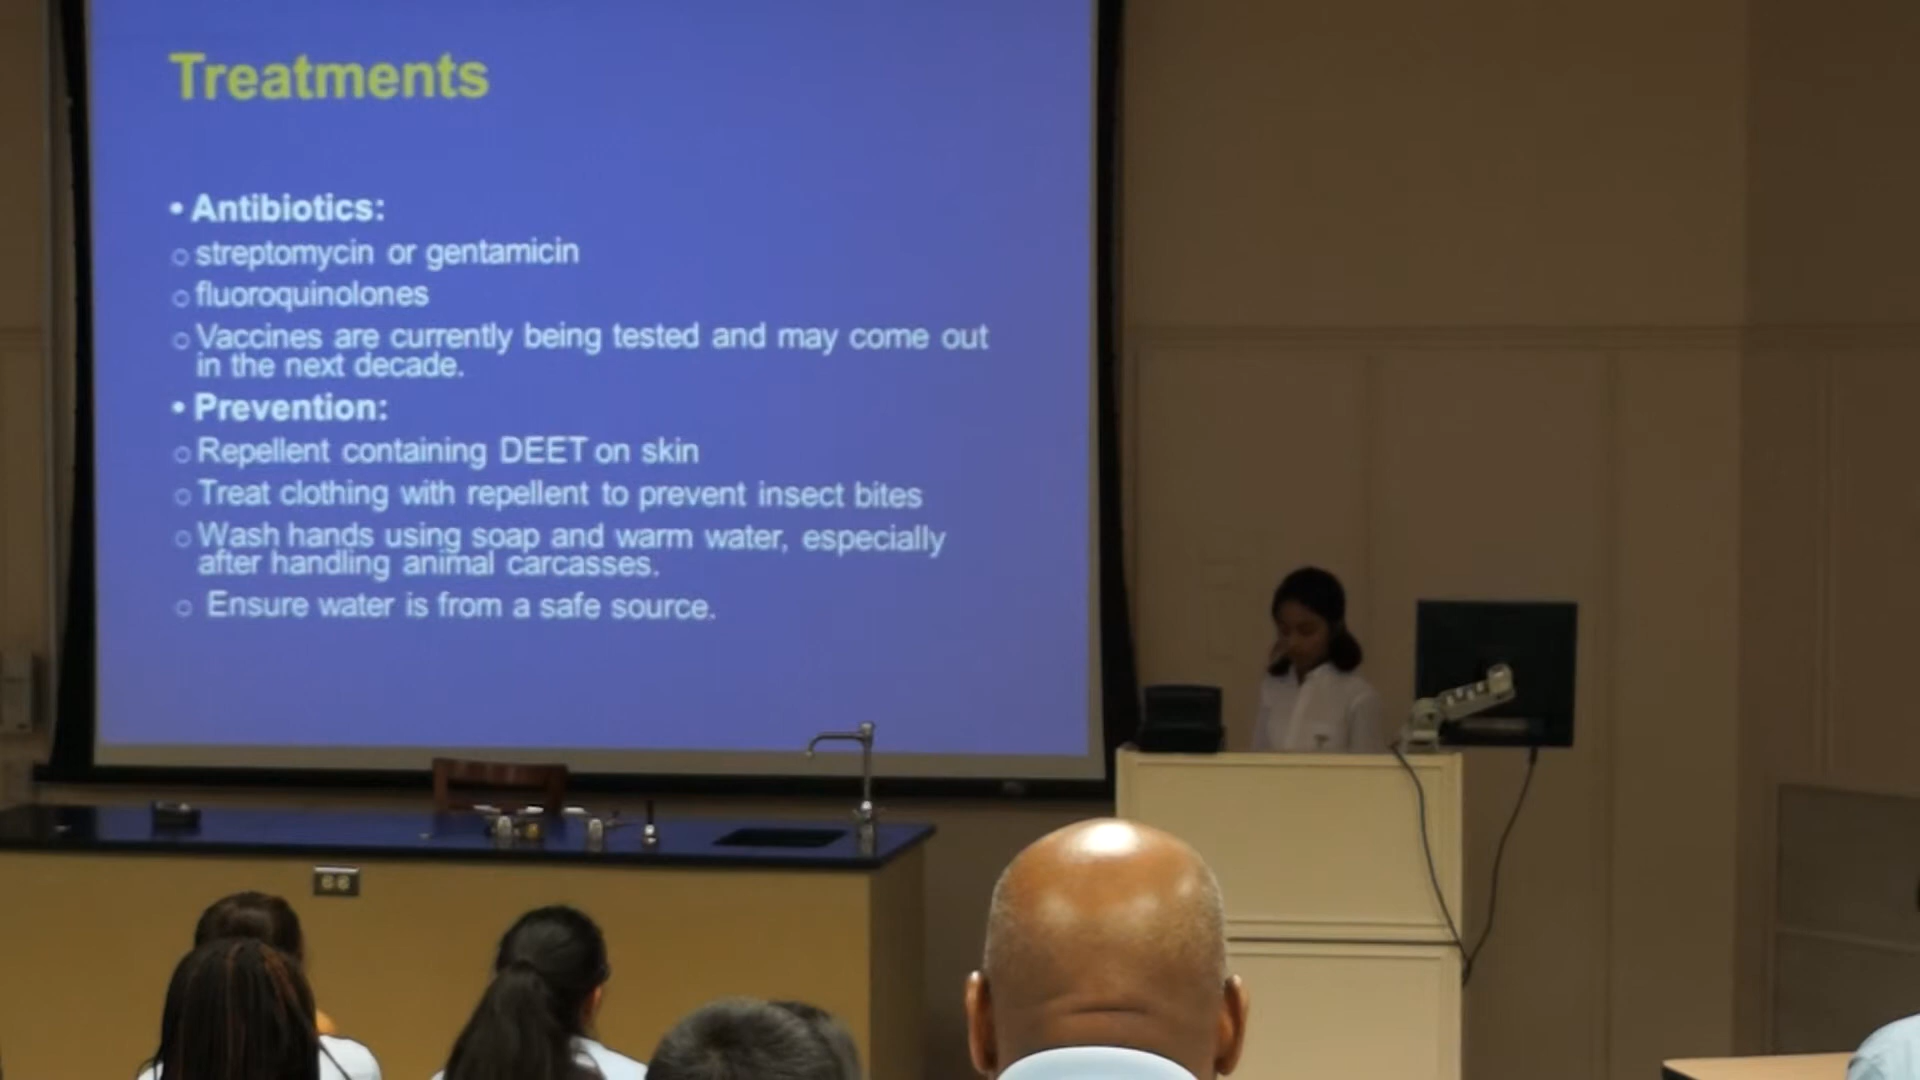 Treatments
• Antibiotics:
○ streptomycin or gentamicin
○ fluoroquinolones
○ Vaccines are currently being tested and may come out
in the next decade.
• Prevention:
○ Repellent containing DEET on skin
○ Treat clothing with repellent to prevent insect bites
○ Wash hands using soap and warm water, especially
after handling animal carcasses.
○ Ensure water is from a safe source.